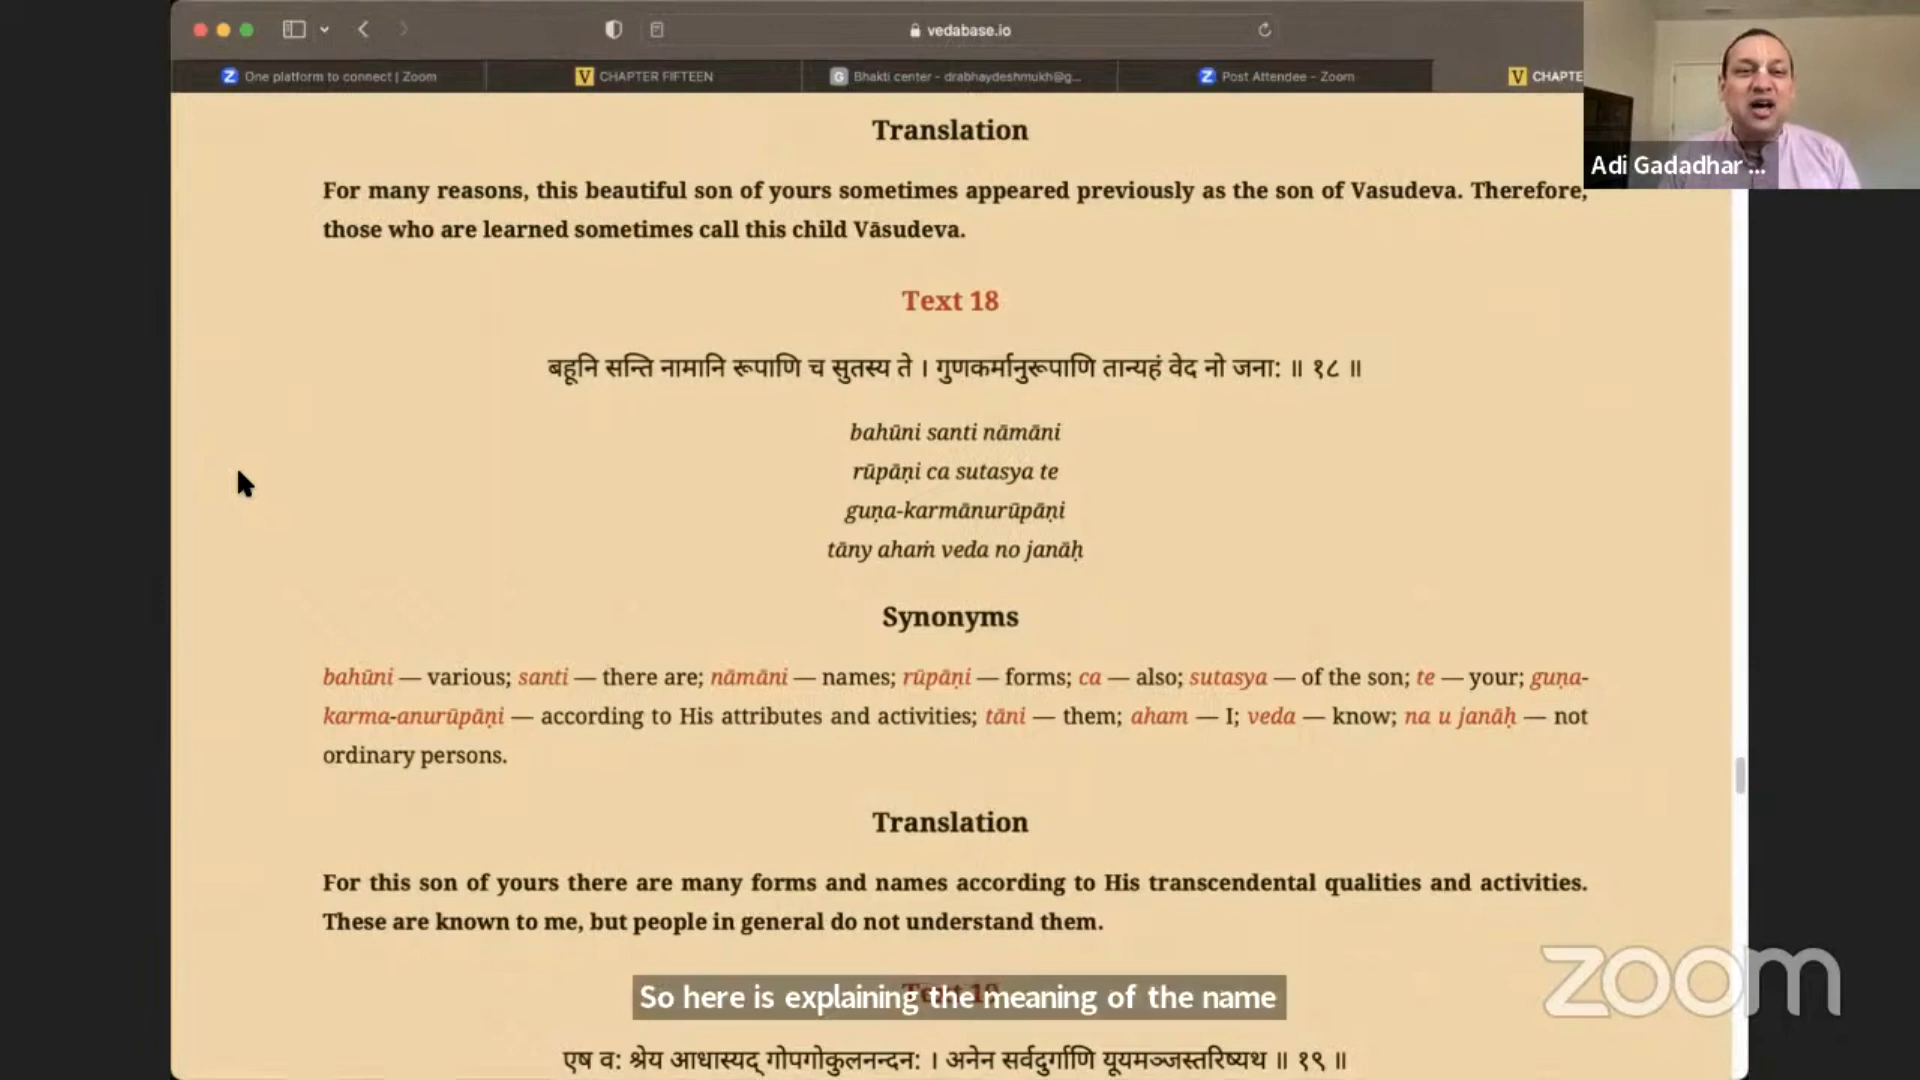 vedabase.io
One platform to connect | Zoom
CHAPTER FIFTEEN
Bhakti center - drabhaydeshmukh@g...
Post Attendee - Zoom
CHAPTE
Adi Gadadhar ...
Translation
For many reasons, this beautiful son of yours sometimes appeared previously as the son of Vasudeva. Therefore,
those who are learned sometimes call this child Vāsudeva.
Text 18
बहूनि सन्ति नामानि रूपाणि च सुतस्य ते । गुणकर्मानुरूपाणि तान्यहं वेद नो जना: ॥ १८ ॥
bahūni santi nāmāni
rūpāṇi ca sutasya te
guṇa-karmānurūpāṇi
tāny ahaṁ veda no janāḥ
Synonyms
bahūni — various; santi — there are; nāmāni — names; rūpāṇi — forms; ca — also; sutasya — of the son; te — your; guṇa-
karma-anurūpāṇi — according to His attributes and activities; tāni — them; aham — I; veda — know; na u janāḥ — not
ordinary persons.
Translation
For this son of yours there are many forms and names according to His transcendental qualities and activities.
These are known to me, but people in general do not understand them.
Text 19
So here is explaining the meaning of the name
zoom
एष व: श्रेय आधास्यद् गोपगोकुलनन्दन: । अनेन सर्वदुर्गाणि यूयमञ्जस्तरिष्यथ ॥ १९ ॥